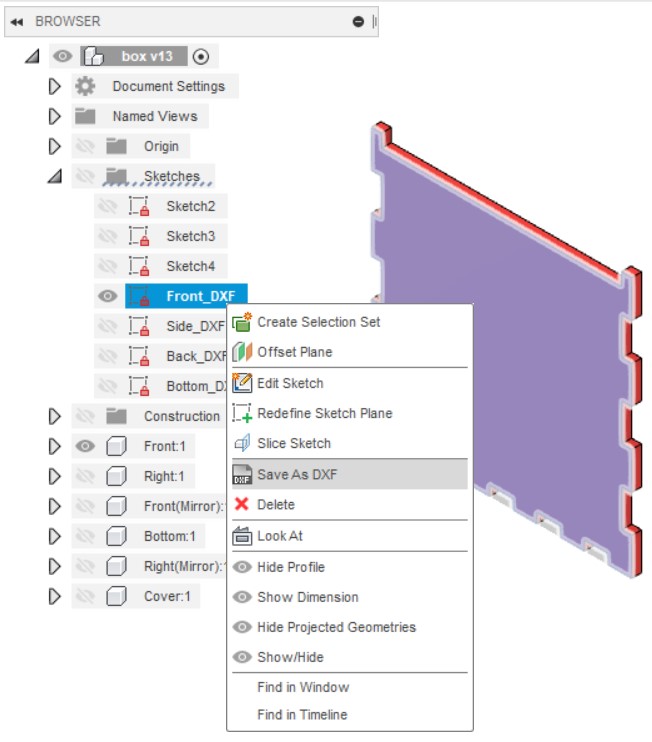 BROWSER
box v13
Document Settings
Named Views
Origin
Sketches
Sketch2
Sketch3
Sketch4
Front_DXF
Side_DXF
Back_DXF
Bottom_D
Construction
Front:1
Right:1
Front(Mirror):
Bottom:1
Right(Mirror):
Cover:1
Create Selection Set
Offset Plane
Edit Sketch
Redefine Sketch Plane
Slice Sketch
DXF
Save As DXF
Delete
Look At
Hide Profile
Show Dimension
Hide Projected Geometries
Show/Hide
Find in Window
Find in Timeline